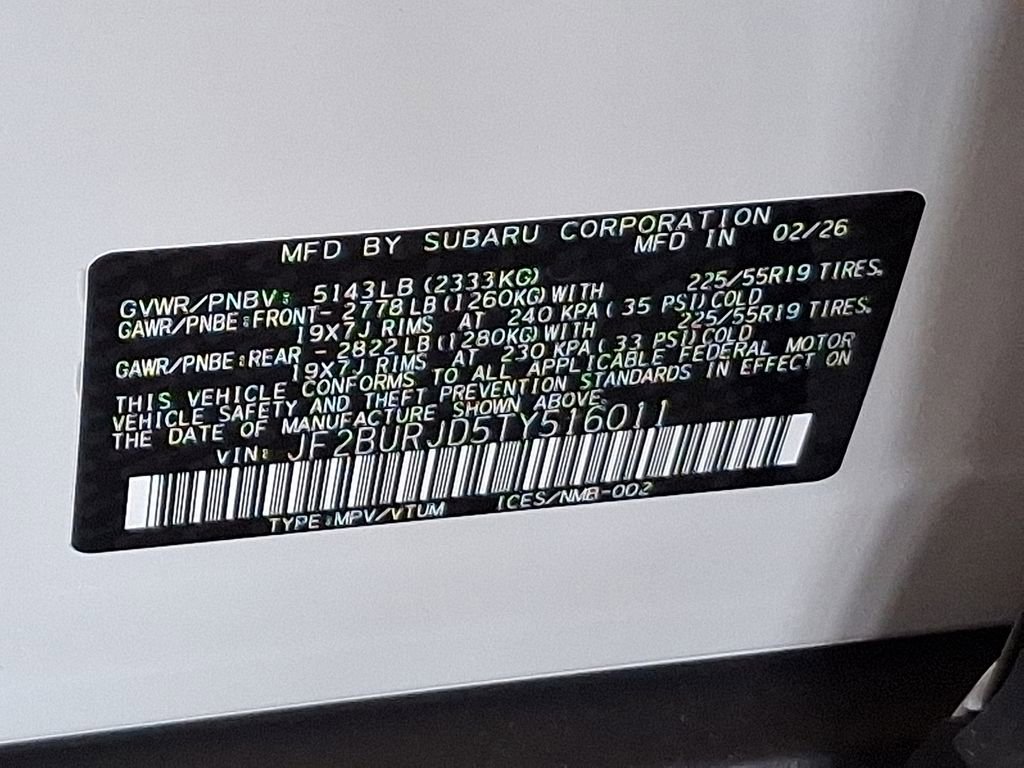 MFD BY SUBARU CORPORATION
MFD IN 02/26
GVWR/PNBV: 5143LB (2333KG)
GAWR/PNBE:FRONT- 2778LB (1260KG) WITH 225/55R19 TIRES.
19X7J RIMS AT 240 KPA ( 35 PSI) COLD
GAWR/PNBE:REAR - 2822LB (1280KG) WITH 225/55R19 TIRES.
19X7J RIMS AT 230 KPA ( 33 PSI) COLD
THIS VEHICLE CONFORMS TO ALL APPLICABLE FEDERAL MOTOR
VEHICLE SAFETY AND THEFT PREVENTION STANDARDS IN EFFECT ON
THE DATE OF MANUFACTURE SHOWN ABOVE.
VIN: JF2BURJD5TY516011
TYPE:MPV/VTUM ICES/NMB-002